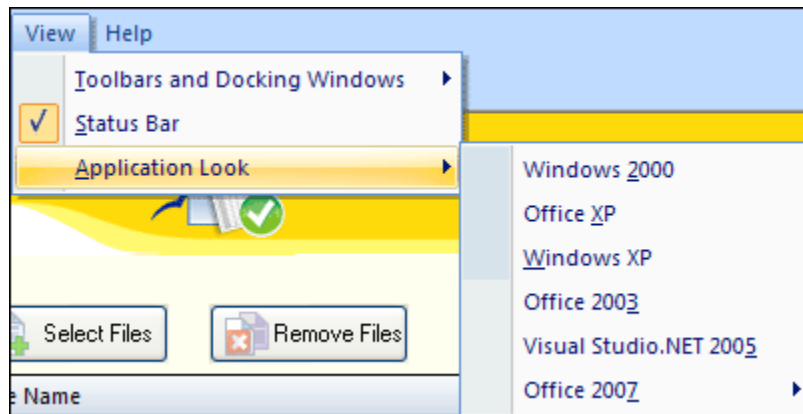 View Help
Toolbars and Docking Windows
Status Bar
Application Look
Windows 2000
Office XP
Windows XP
Office 2003
Visual Studio.NET 2005
Office 2007
Select Files
Remove Files
Name